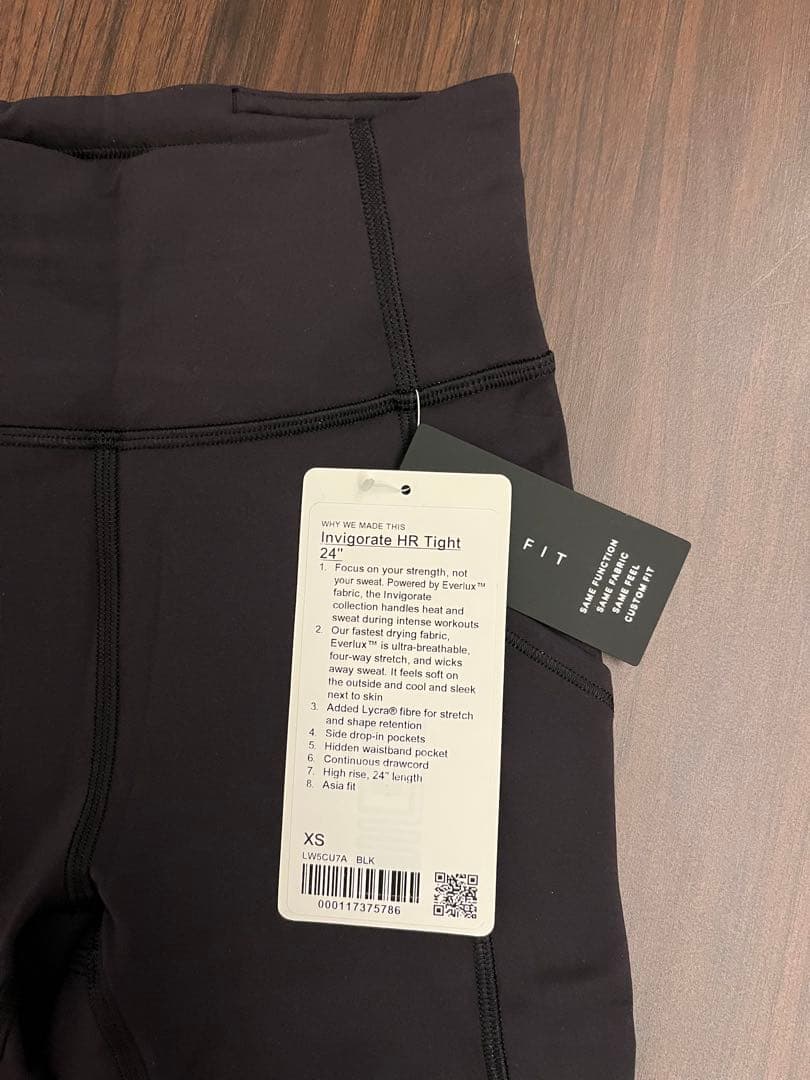 WHY WE MADE THIS
Invigorate HR Tight
24"
1. Focus on your strength, not
your sweat. Powered by Everlux™
fabric, the Invigorate
collection handles heat and
sweat during intense workouts
2. Our fastest drying fabric,
Everlux™ is ultra-breathable,
four-way stretch, and wicks
away sweat. It feels soft on
the outside and cool and sleek
next to skin
3. Added Lycra® fibre for stretch
and shape retention
4. Side drop-in pockets
5. Hidden waistband pocket
6. Continuous drawcord
7. High rise, 24" length
8. Asia fit
XS
LW5CU7A BLK
000117375786
FIT
SAME FUNCTION
SAME FABRIC
SAME FEEL
CUSTOM FIT